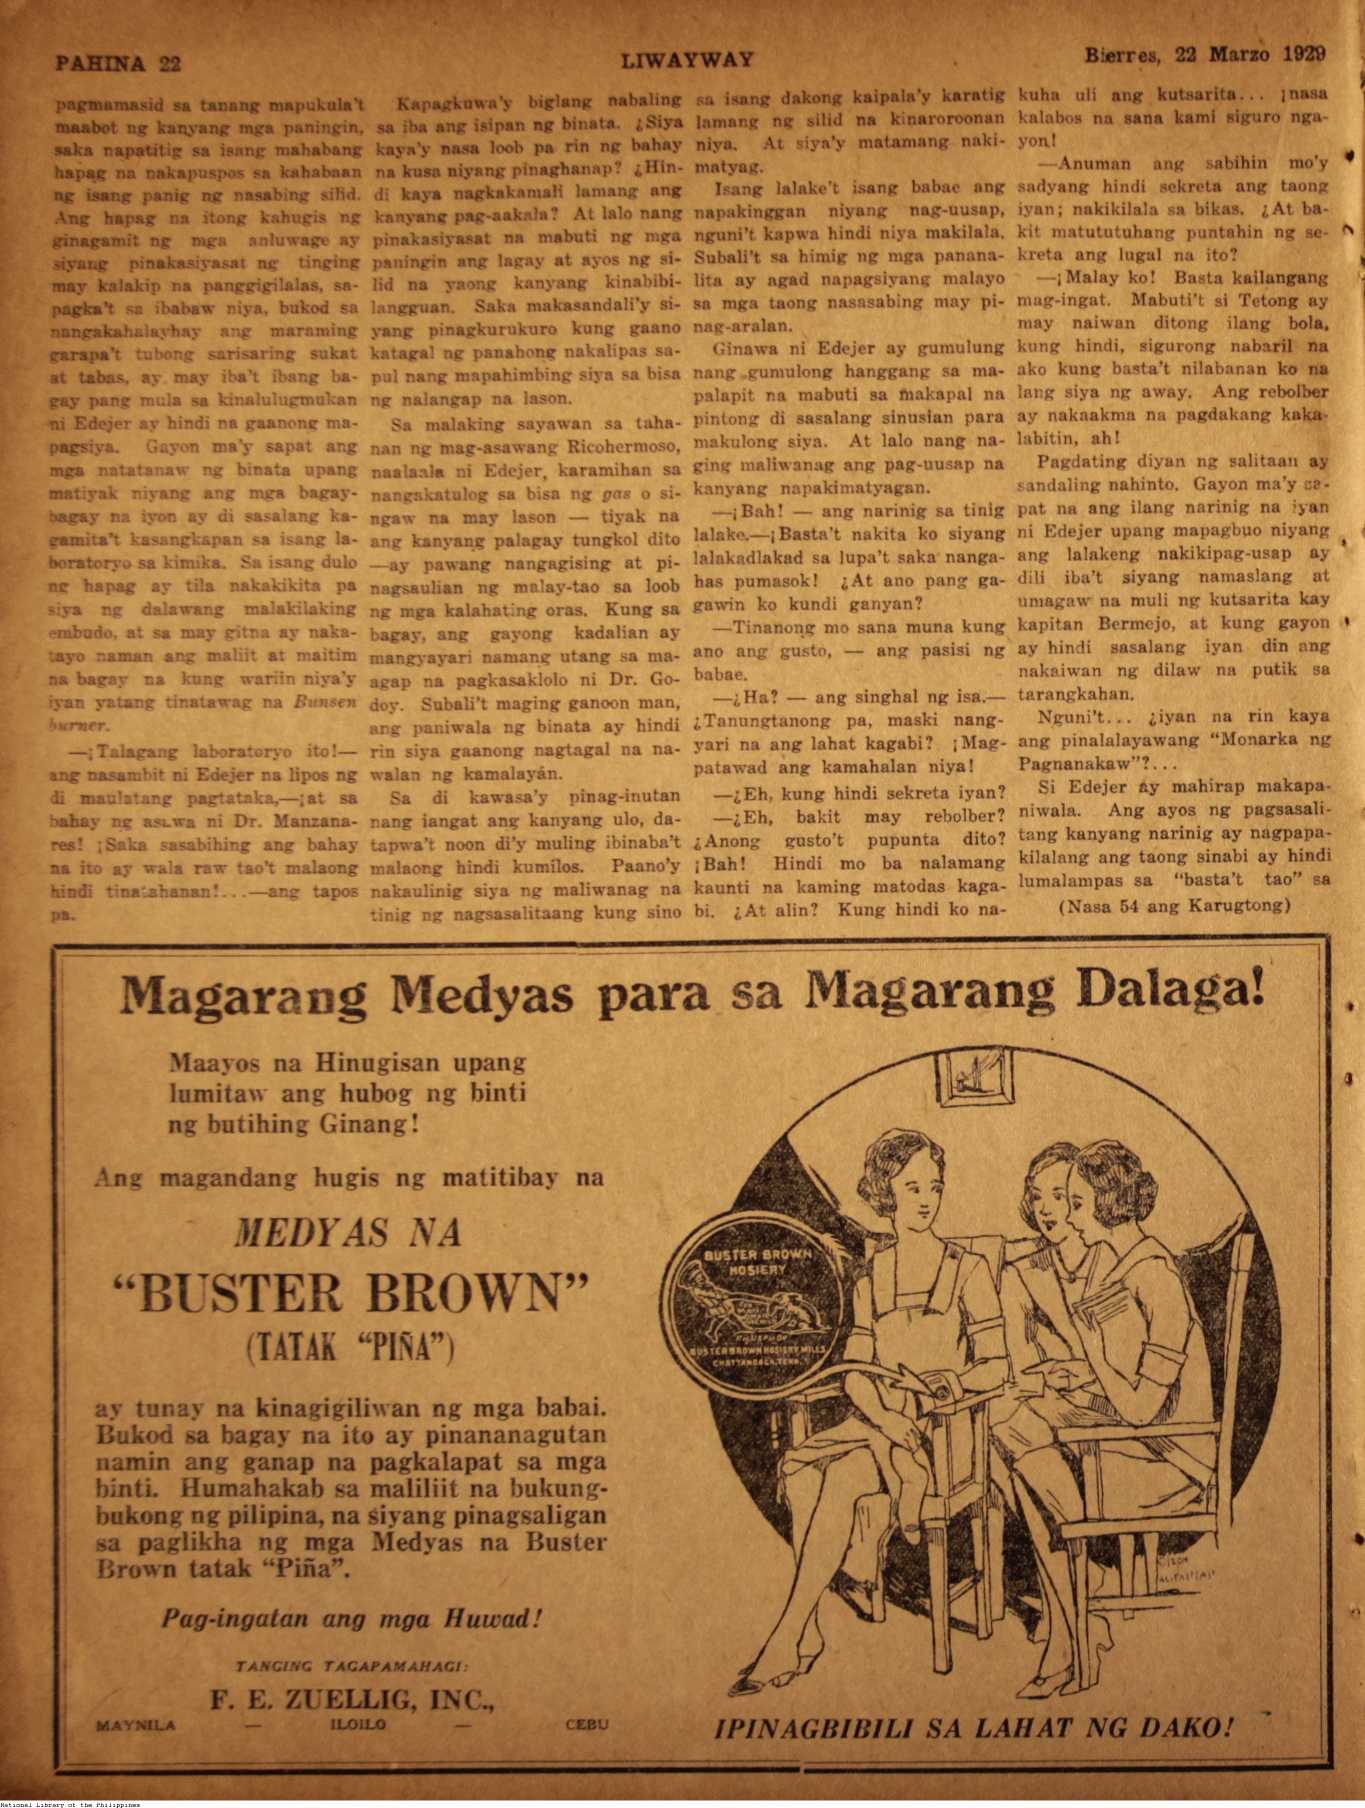 PAHINA 22
LIWAYWAY
Bierres, 22 Marzo 1929
pagmamasid sa tanang mapukula't
maabot ng kanyang mga paningin,
saka napatitig sa isang mahabang
hapag na nakapuspos sa kahabaan
ng isang panig ng nasabing silid.
Ang hapag na itong kahugis ng
ginagamit ng mga anluwage ay
siyang pinakasiyasat ng tinging
may kalakip na panggigilalas, sa-
pagka't sa ibabaw niya, bukod sa
nangakahalayhay ang maraming
garapa't tubong sarisaring sukat
at tabas, ay may iba't ibang ba-
gay pang mula sa kinalulugmukan
ni Edejer ay hindi na gaanong ma-
pagsiya. Gayon ma'y sapat ang
mga natatanaw ng binata upang
matiyak niyang ang mga bagay-
bagay na iyon ay di sasalang ka-
gamita't kasangkapan sa isang la-
boratoryo sa kimika. Sa isang dulo
ng hapag ay tila nakakikita pa
siya ng dalawang malakilaking
embudo, at sa may gitna ay naka-
tayo naman ang maliit at maitim
na bagay na kung wariin niya'y
iyan yatang tinatawag na Bunsen
burner.
—¡Talagang laboratoryo ito!—
ang nasambit ni Edejer na lipos ng
di maulatang pagtataka,—¡at sa
bahay ng asawa ni Dr. Manzana-
res! ¡Saka sasabihing ang bahay
na ito ay wala raw tao't malaong
hindi tinatahanan!...—ang tapos
pa.
Kapagkuwa'y biglang nabaling
sa iba ang isipan ng binata. ¿Siya
kaya'y nasa loob pa rin ng bahay
na kusa niyang pinaghanap? ¿Hin-
di kaya nagkakamali lamang ang
kanyang pag-aakala? At lalo nang
pinakasiyasat na mabuti ng mga
paningin ang lagay at ayos ng si-
lid na yaong kanyang kinabibi-
langguan. Saka makasandali'y si-
yang pinagkurukuro kung gaano
katagal ng panahong nakalipas sa-
pul nang mapahimbing siya sa bisa
ng nalangap na lason.
Sa malaking sayawan sa taha-
nan ng mag-asawang Ricohermoso,
naalaala ni Edejer, karamihan sa
nangakatulog sa bisa ng gas o si-
ngaw na may lason — tiyak na
ang kanyang palagay tungkol dito
—ay pawang nangagising at pi-
nagsaulian ng malay-tao sa loob
ng mga kalahating oras. Kung sa
bagay, ang gayong kadalian ay
mangyayari namang utang sa ma-
agap na pagkasaklolo ni Dr. Go-
doy. Subali't maging ganoon man,
ang paniwala ng binata ay hindi
rin siya gaanong nagtagal na na-
walan ng kamalayán.
Sa di kawasa'y pinag-inutan
nang iangat ang kanyang ulo, da-
tapwa't noon di'y muling ibinaba't
malaong hindi kumilos. Paano'y
nakaulinig siya ng maliwanag na
tinig ng nagsasalitaang kung sino
sa isang dakong kaipala'y karatig
lamang ng silid na kinaroroonan
niya. At siya'y matamang naki-
matyag.
Isang lalake't isang babae ang
napakinggan niyang nag-uusap,
nguni't kapwa hindi niya makilala.
Subali't sa himig ng mga panana-
lita ay agad napagsiyang malayo
sa mga taong nasasabing may pi-
nag-aralan.
Ginawa ni Edejer ay gumulung
nang gumulong hanggang sa ma-
palapit na mabuti sa makapal na
pintong di sasalang sinusian para
makulong siya. At lalo nang na-
ging maliwanag ang pag-uusap na
kanyang napakimatyagan.
—¡Bah! — ang narinig sa tinig
lalake.—¡Basta't nakita ko siyang
lalakadlakad sa lupa't saka nanga-
has pumasok! ¿At ano pang ga-
gawin ko kundi ganyan?
—Tinanong mo sana muna kung
ano ang gusto, — ang pasisi ng
babae.
—¿Ha? — ang singhal ng isa.—
¿Tanungtanong pa, maski nang-
yari na ang lahat kagabi? ¡Mag-
patawad ang kamahalan niya!
—¿Eh, kung hindi sekreta iyan?
—¿Eh, bakit may rebolber?
¿Anong gusto't pupunta dito?
¡Bah! Hindi mo ba nalamang
kaunti na kaming matodas kaga-
bi. ¿At alin? Kung hindi ko na-
kuha uli ang kutsarita... ¡nasa
kalabos na sana kami siguro nga-
yon!
—Anuman ang sabihin mo'y
sadyang hindi sekreta ang taong
iyan; nakikilala sa bikas. ¿At ba-
kit matututuhang puntahin ng se-
kreta ang lugal na ito?
—¡Malay ko! Basta kailangang
mag-ingat. Mabuti't si Tetong ay
may naiwan ditong ilang bola,
kung hindi, sigurong nabaril na
ako kung basta't nilabanan ko na
lang siya ng away. Ang rebolber
ay nakaakma na pagdakang kaka-
labitin, ah!
Pagdating diyan ng salitaan ay
sandaling nahinto. Gayon ma'y sa-
pat na ang ilang narinig na iyan
ni Edejer upang mapagbuo niyang
ang lalakeng nakikipag-usap ay
dili iba't siyang namaslang at
umagaw na muli ng kutsarita kay
kapitan Bermejo, at kung gayon
ay hindi sasalang iyan din ang
nakaiwan ng dilaw na putik sa
tarangkahan.
Nguni't... ¿iyan na rin kaya
ang pinalalayawang "Monarka ng
Pagnanakaw"?...
Si Edejer ay mahirap makapa-
niwala. Ang ayos ng pagsasali-
tang kanyang narinig ay nagpapa-
kilalang ang taong sinabi ay hindi
lumalampas sa "basta't tao" sa
(Nasa 54 ang Karugtong)
Magarang Medyas para sa Magarang Dalaga!
Maayos na Hinugisan upang
lumitaw ang hubog ng binti
ng butihing Ginang!
Ang magandang hugis ng matitibay na
MEDYAS NA
"BUSTER BROWN"
(TATAK "PIÑA")
ay tunay na kinagigiliwan ng mga babai.
Bukod sa bagay na ito ay pinananagutan
namin ang ganap na pagkalapat sa mga
binti. Humahakab sa maliliit na bukung-
bukong ng pilipina, na siyang pinagsaligan
sa paglikha ng mga Medyas na Buster
Brown tatak "Piña".
Pag-ingatan ang mga Huwad!
TANGING TAGAPAMAHAGI:
F. E. ZUELLIG, INC.,
MAYNILA — ILOILO — CEBU
BUSTER BROWN
HOSIERY
BUSTER BROWN HOSIERY MILLS
CHATTANOOGA, TENN.
IPINAGBIBILI SA LAHAT NG DAKO!
National Library of the Philippines